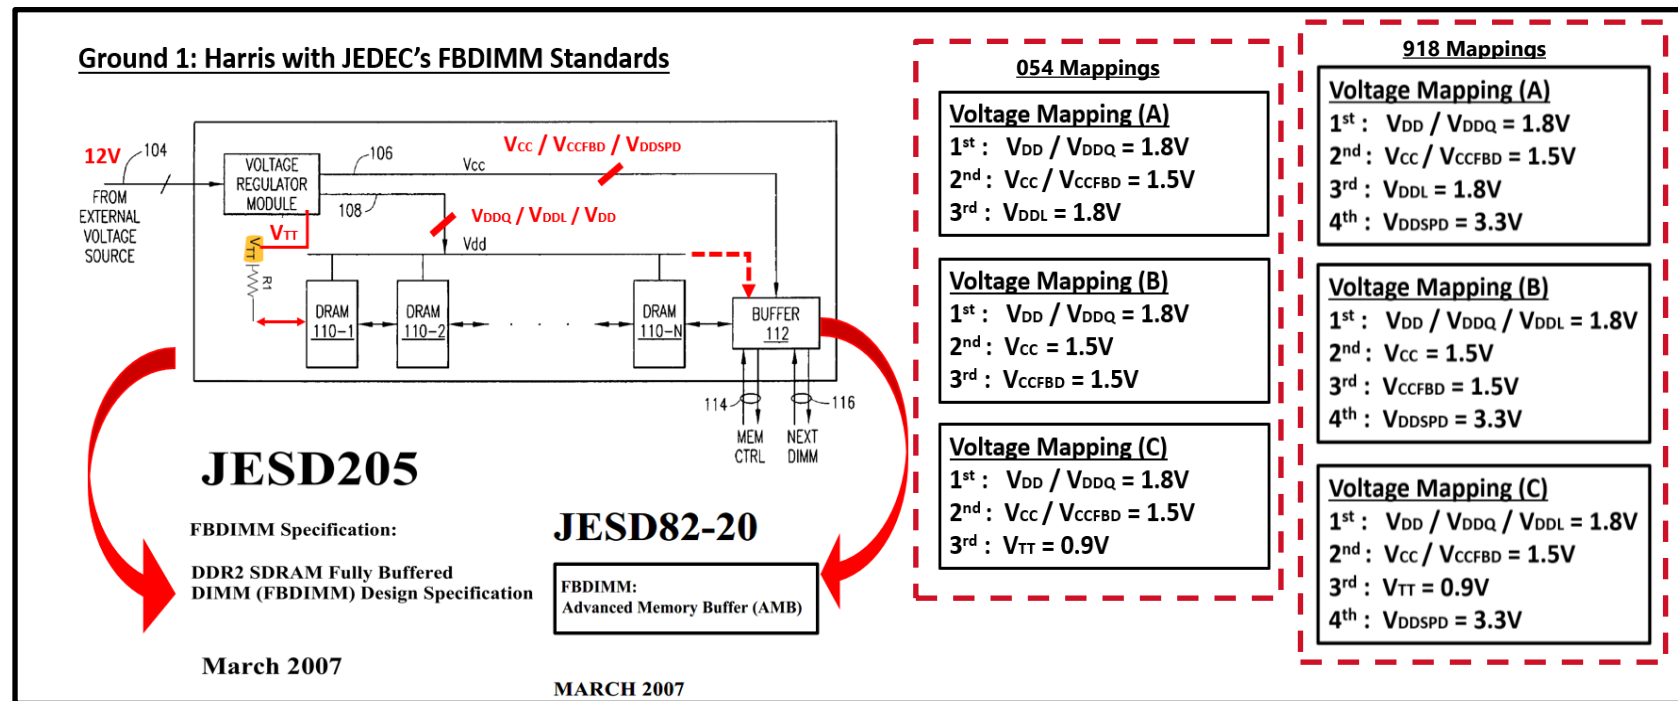 Ground 1: Harris with JEDEC's FBDIMM Standards
12V
104
FROM
EXTERNAL
VOLTAGE
SOURCE
VOLTAGE
REGULATOR
MODULE
106
Vcc
VCC / VCCFBD / VDDSPD
108
VDDQ / VDDL / VDD
Vdd
VTT
VTT
R1
DRAM
110-1
DRAM
110-2
. . . .
DRAM
110-N
BUFFER
112
114
116
MEM
CTRL
NEXT
DIMM
JESD205
FBDIMM Specification:
DDR2 SDRAM Fully Buffered
DIMM (FBDIMM) Design Specification
March 2007
JESD82-20
FBDIMM:
Advanced Memory Buffer (AMB)
MARCH 2007
054 Mappings
Voltage Mapping (A)
1st : VDD / VDDQ = 1.8V
2nd : VCC / VCCFBD = 1.5V
3rd : VDDL = 1.8V
Voltage Mapping (B)
1st : VDD / VDDQ = 1.8V
2nd : VCC = 1.5V
3rd : VCCFBD = 1.5V
Voltage Mapping (C)
1st : VDD / VDDQ = 1.8V
2nd : VCC / VCCFBD = 1.5V
3rd : VTT = 0.9V
918 Mappings
Voltage Mapping (A)
1st : VDD / VDDQ = 1.8V
2nd : VCC / VCCFBD = 1.5V
3rd : VDDL = 1.8V
4th : VDDSPD = 3.3V
Voltage Mapping (B)
1st : VDD / VDDQ / VDDL = 1.8V
2nd : VCC = 1.5V
3rd : VCCFBD = 1.5V
4th : VDDSPD = 3.3V
Voltage Mapping (C)
1st : VDD / VDDQ / VDDL = 1.8V
2nd : VCC / VCCFBD = 1.5V
3rd : VTT = 0.9V
4th : VDDSPD = 3.3V